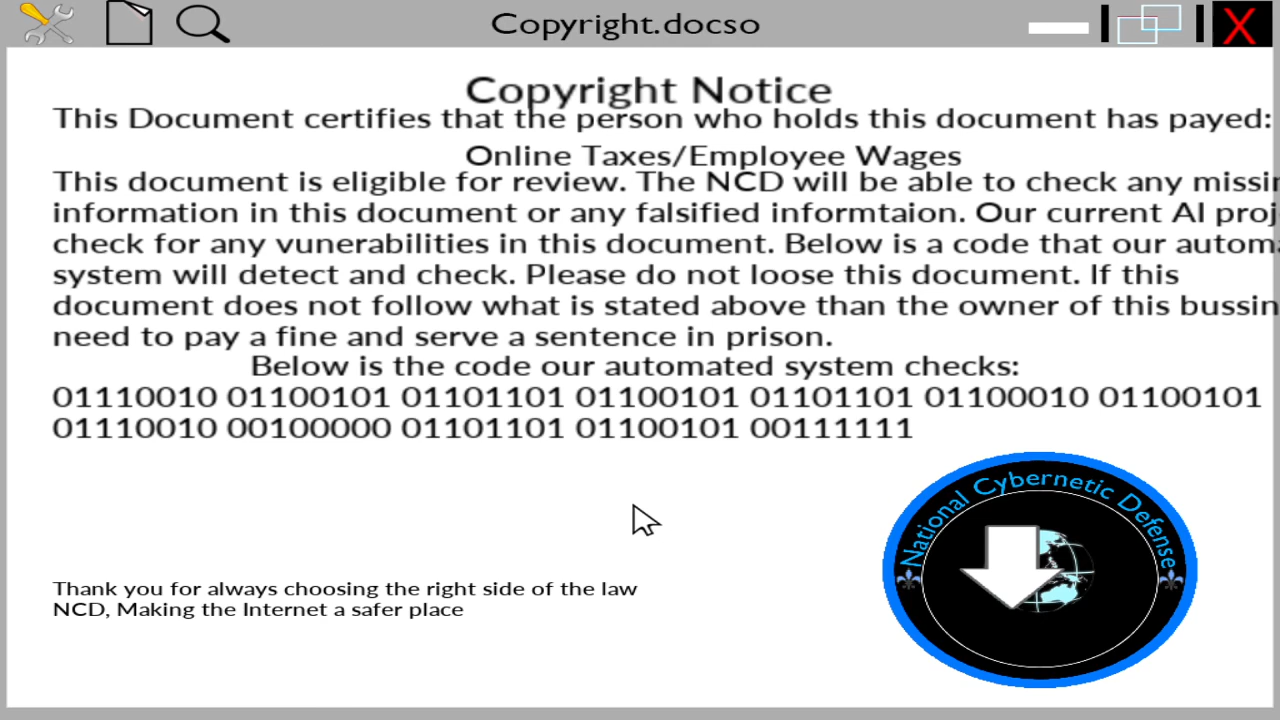 Copyright.docso
X
Copyright Notice
This Document certifies that the person who holds this document has payed:
Online Taxes/Employee Wages
This document is eligible for review. The NCD will be able to check any
information in this document or any falsified informtaion. Our current AI
check for any vunerabilities in this document. Below is a code that our
system will detect and check. Please do not loose this document. If this
document does not follow what is stated above than the owner of this
need to pay a fine and serve a sentence in prison.
Below is the code our automated system checks:
01110010 01100101 01101101 01100101 01101101 01100010 01100101
01110010 00100000 01101101 01100101 00111111
National Cybernetic Defense
Thank you for always choosing the right side of the law
NCD, Making the Internet a safer place